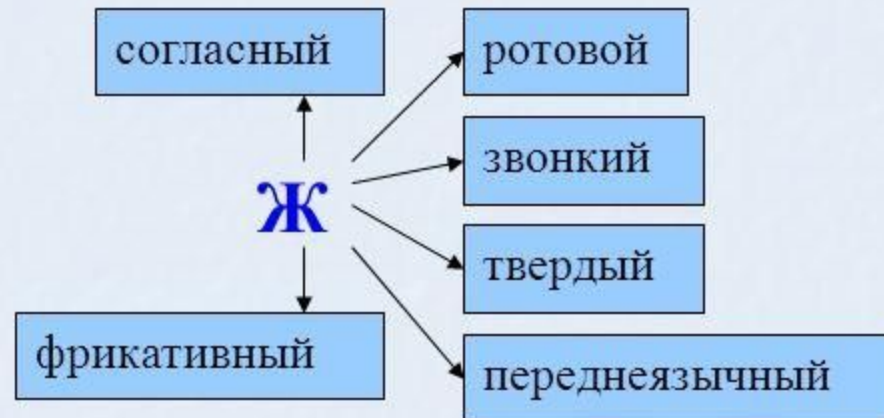 согласный
ротовой
звонкий
Ж
твердый
фрикативный
переднеязычный